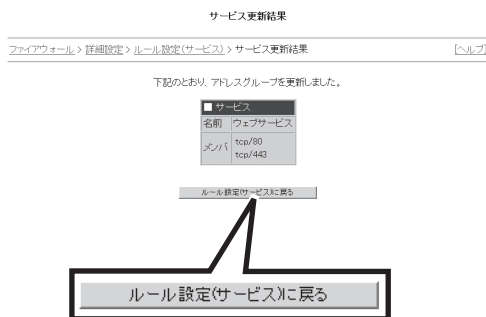 サービス更新結果
ファイアウォール > 詳細設定 > ルール設定(サービス) > サービス更新結果 [ヘルプ]
下記のとおり、アドレスグループを更新しました。
■ サービス
名前 ウェブサービス
メンバ tcp/80
tcp/443
ルール設定(サービス)に戻る
ルール設定(サービス)に戻る